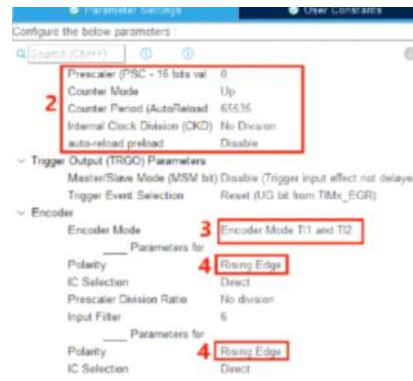 Parameter Settings User Constants
Configure the below parameters :
Search (Ctrl+F)
Prescaler (PSC - 16 bits val 0
Counter Mode Up
2 Counter Period (AutoReload 65535
Internal Clock Division (CKD) No Division
auto-reload preload Disable
Trigger Output (TRGO) Parameters
Master/Slave Mode (MSM bit) Disable (Trigger input effect not delaye
Trigger Event Selection Reset (UG bit from TIMx_EGR)
Encoder
Encoder Mode 3 Encoder Mode TI1 and TI2
____ Parameters for
Polarity 4 Rising Edge
IC Selection Direct
Prescaler Division Ratio No division
Input Filter 6
____ Parameters for
Polarity 4 Rising Edge
IC Selection Direct